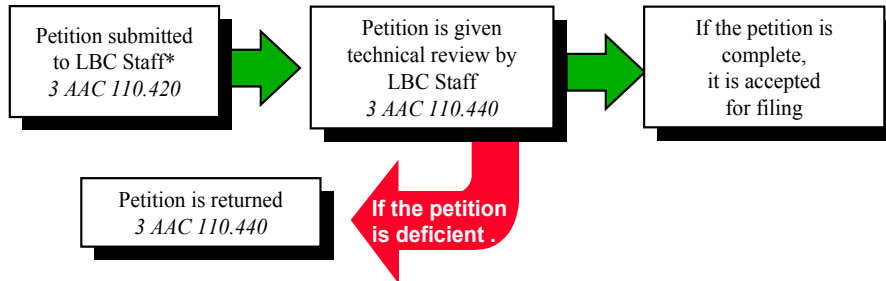 Petition submitted
to LBC Staff*
3 AAC 110.420
Petition is given
technical review by
LBC Staff
3 AAC 110.440
If the petition is
complete,
it is accepted
for filing
Petition is returned
3 AAC 110.440
If the petition
is deficient .